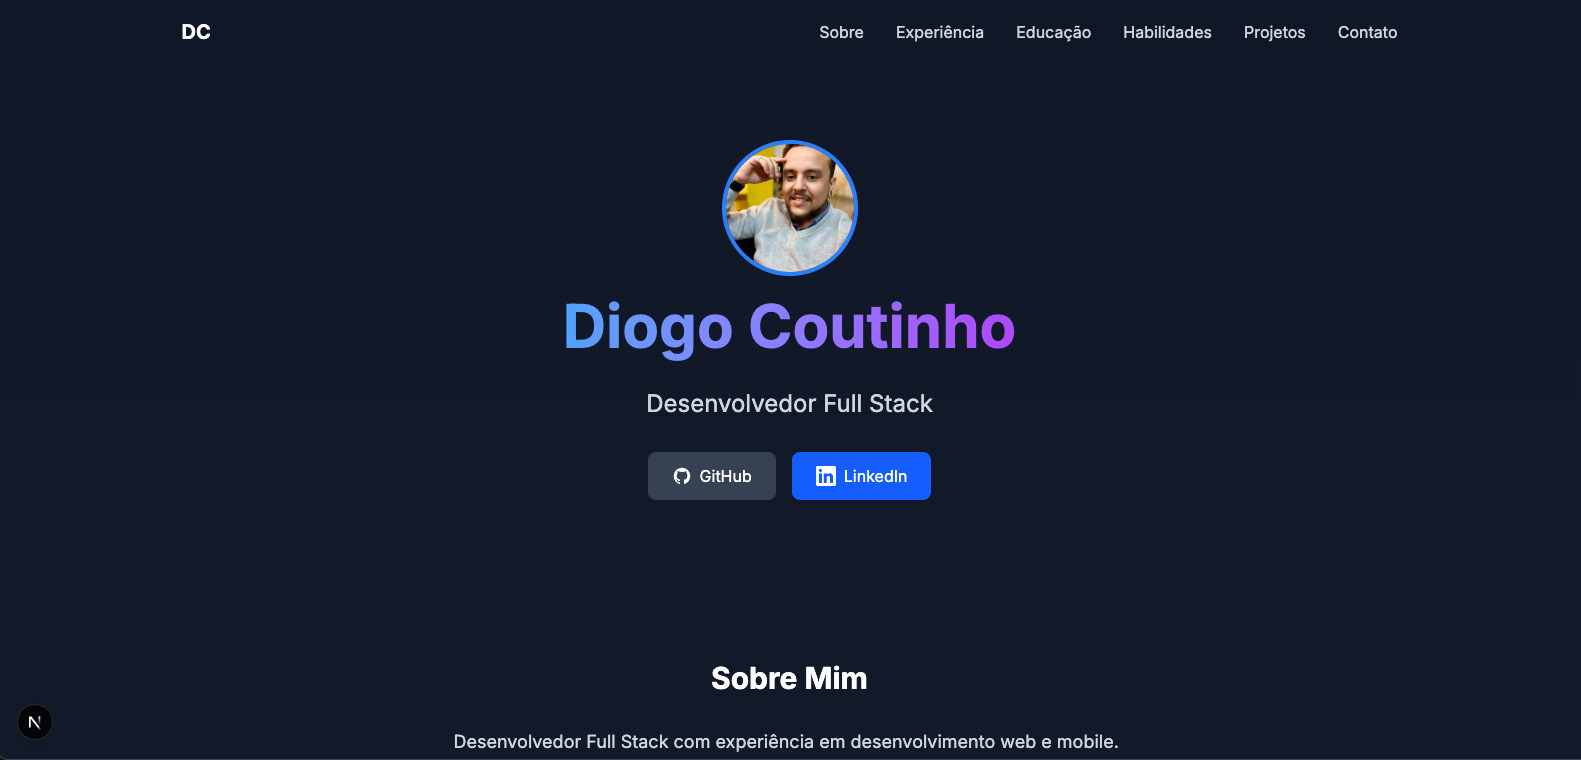 DC
Sobre Experiência Educação Habilidades Projetos Contato
Diogo Coutinho
Desenvolvedor Full Stack
GitHub
LinkedIn
Sobre Mim
N
Desenvolvedor Full Stack com experiência em desenvolvimento web e mobile.